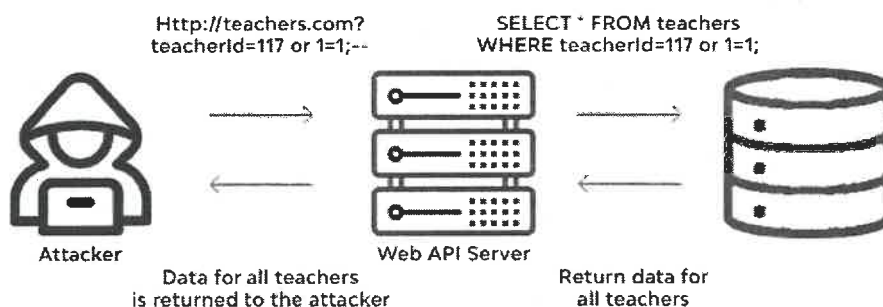 Http://teachers.com?
teacherId=117 or 1=1;--
SELECT * FROM teachers
WHERE teacherId=117 or 1=1;
Attacker
Web API Server
Data for all teachers
is returned to the attacker
Return data for
all teachers